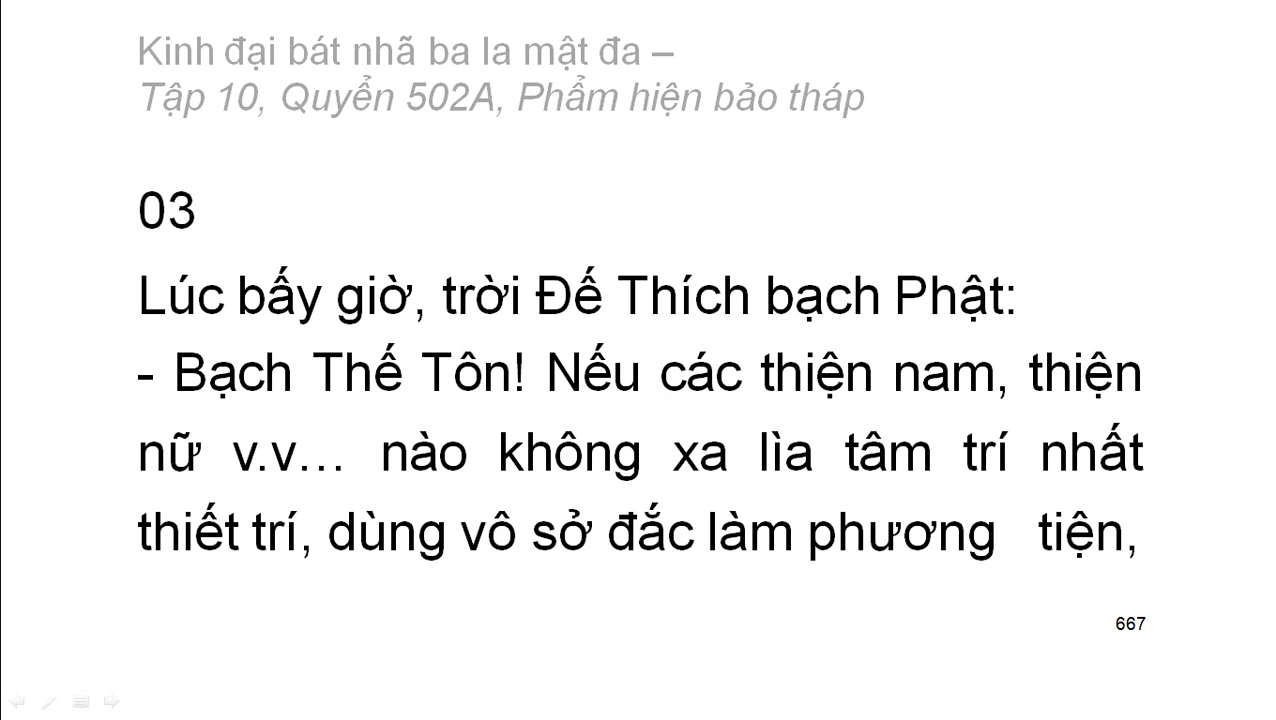 Kinh đại bát nhã ba la mật đa –
Tập 10, Quyển 502A, Phẩm hiện bảo tháp
03
Lúc bấy giờ, trời Đế Thích bạch Phật:
- Bạch Thế Tôn! Nếu các thiện nam, thiện
nữ v.v… nào không xa lìa tâm trí nhất
thiết trí, dùng vô sở đắc làm phương tiện,
667